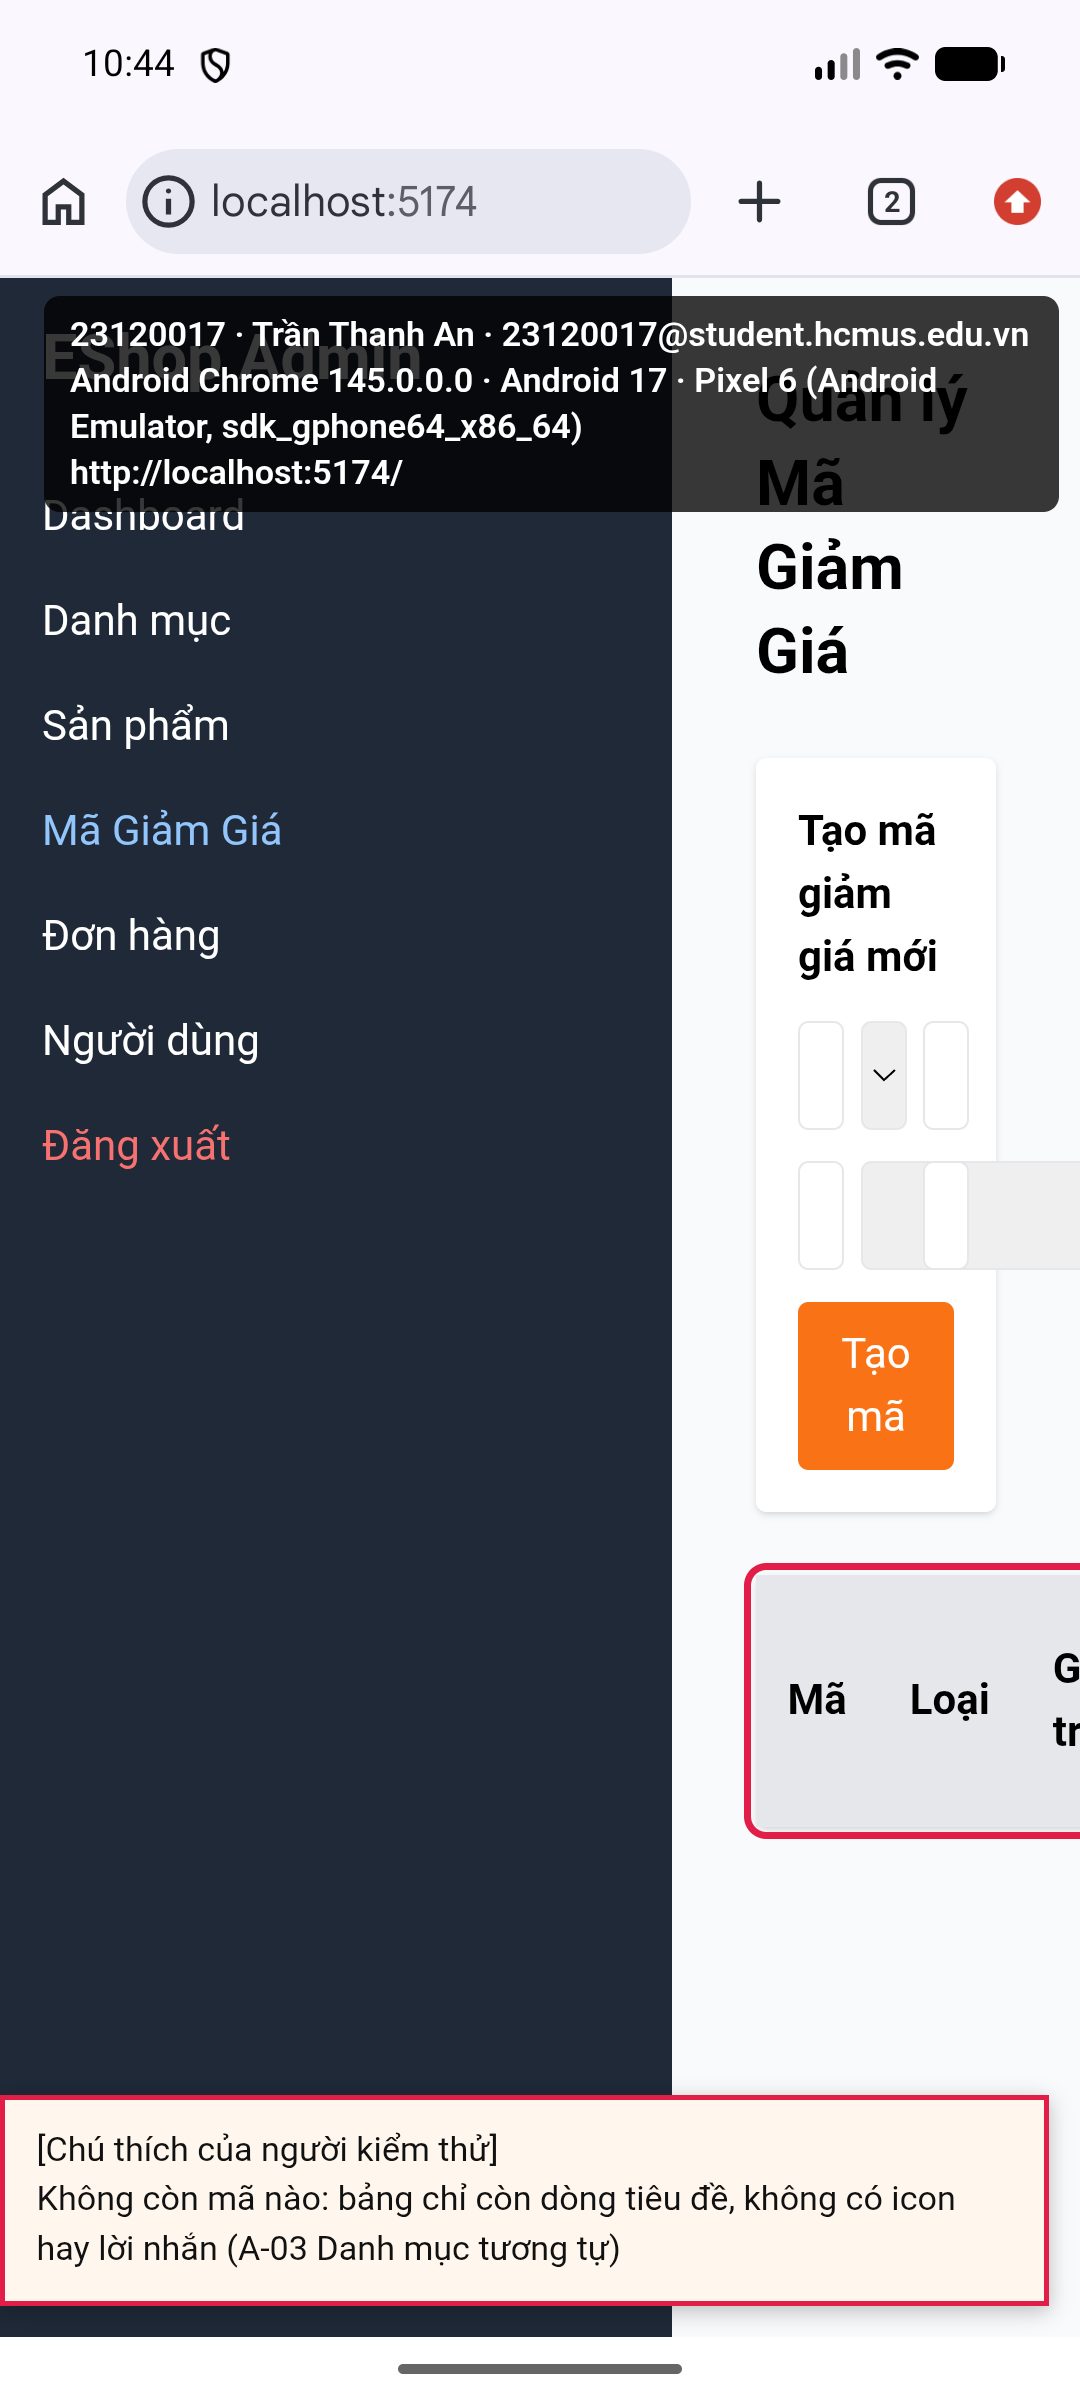 10:44
localhost:5174
2
23120017 · Trần Thanh An · 23120017@student.hcmus.edu.vn
Android Chrome 145.0.0.0 · Android 17 · Pixel 6 (Android
Emulator, sdk_gphone64_x86_64)
http://localhost:5174/
EShop Admin
Dashboard
Danh mục
Sản phẩm
Mã Giảm Giá
Đơn hàng
Người dùng
Đăng xuất
Quản lý
Mã
Giảm
Giá
Tạo mã
giảm
giá mới
Tạo
mã
Mã
Loại
[Chú thích của người kiểm thử]
Không còn mã nào: bảng chỉ còn dòng tiêu đề, không có icon
hay lời nhắn (A-03 Danh mục tương tự)